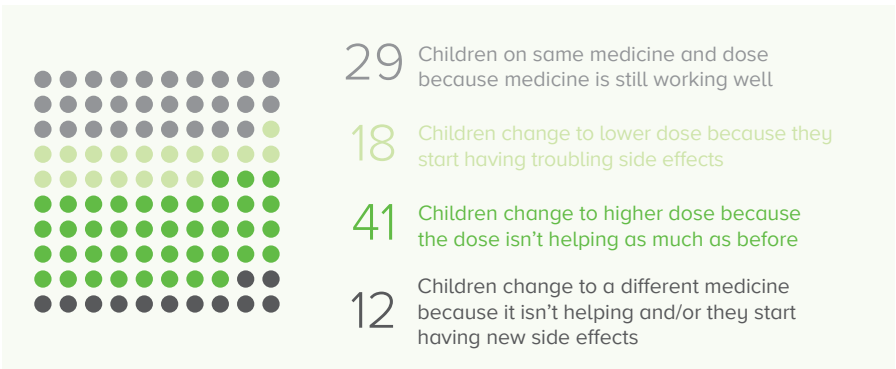 29
Children on same medicine and dose
because medicine is still working well
18
Children change to lower dose because they
start having troubling side effects
41
Children change to higher dose because
the dose isn't helping as much as before
12
Children change to a different medicine
because it isn't helping and/or they start
having new side effects